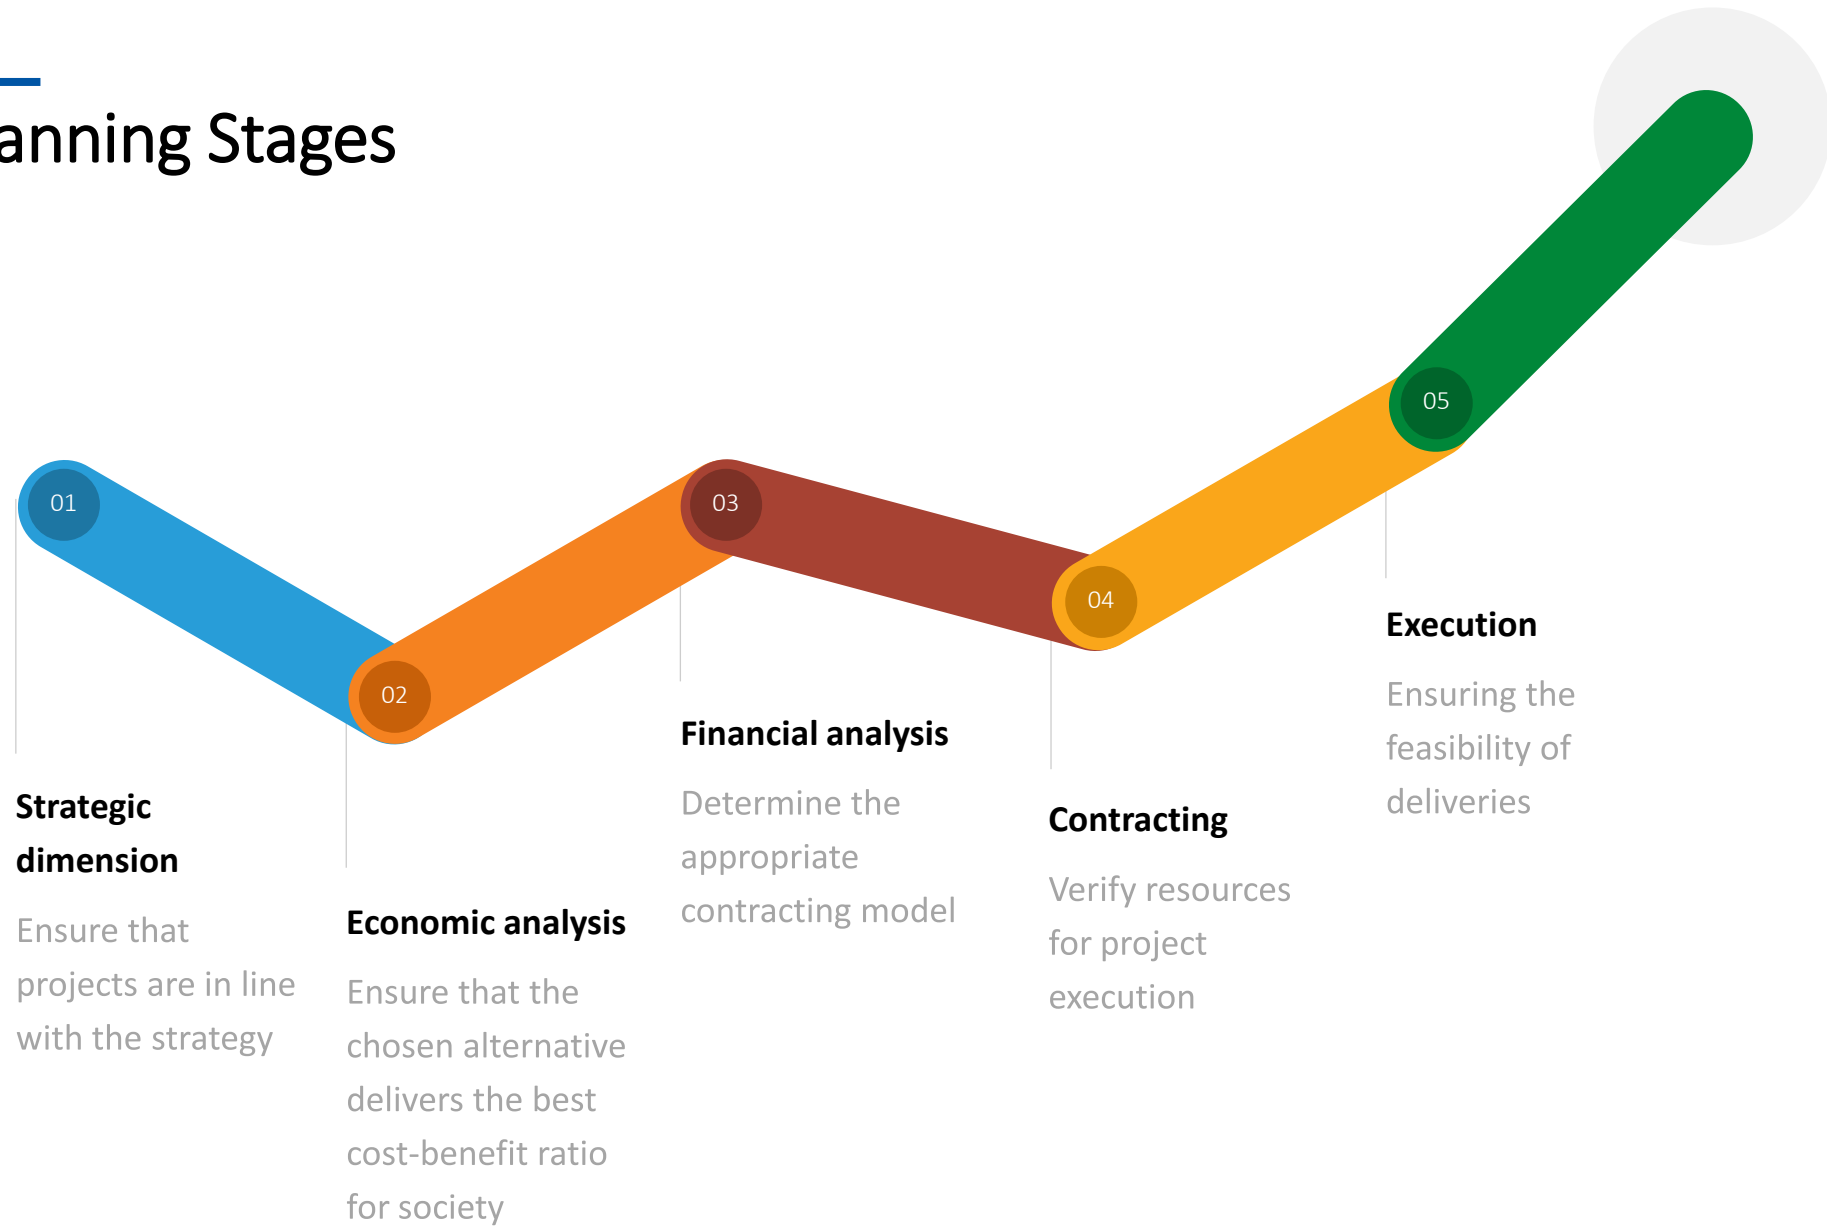 anning Stages
01
02
03
04
05
Strategic
dimension
Ensure that
projects are in line
with the strategy
Economic analysis
Ensure that the
chosen alternative
delivers the best
cost-benefit ratio
for society
Financial analysis
Determine the
appropriate
contracting model
Contracting
Verify resources
for project
execution
Execution
Ensuring the
feasibility of
deliveries